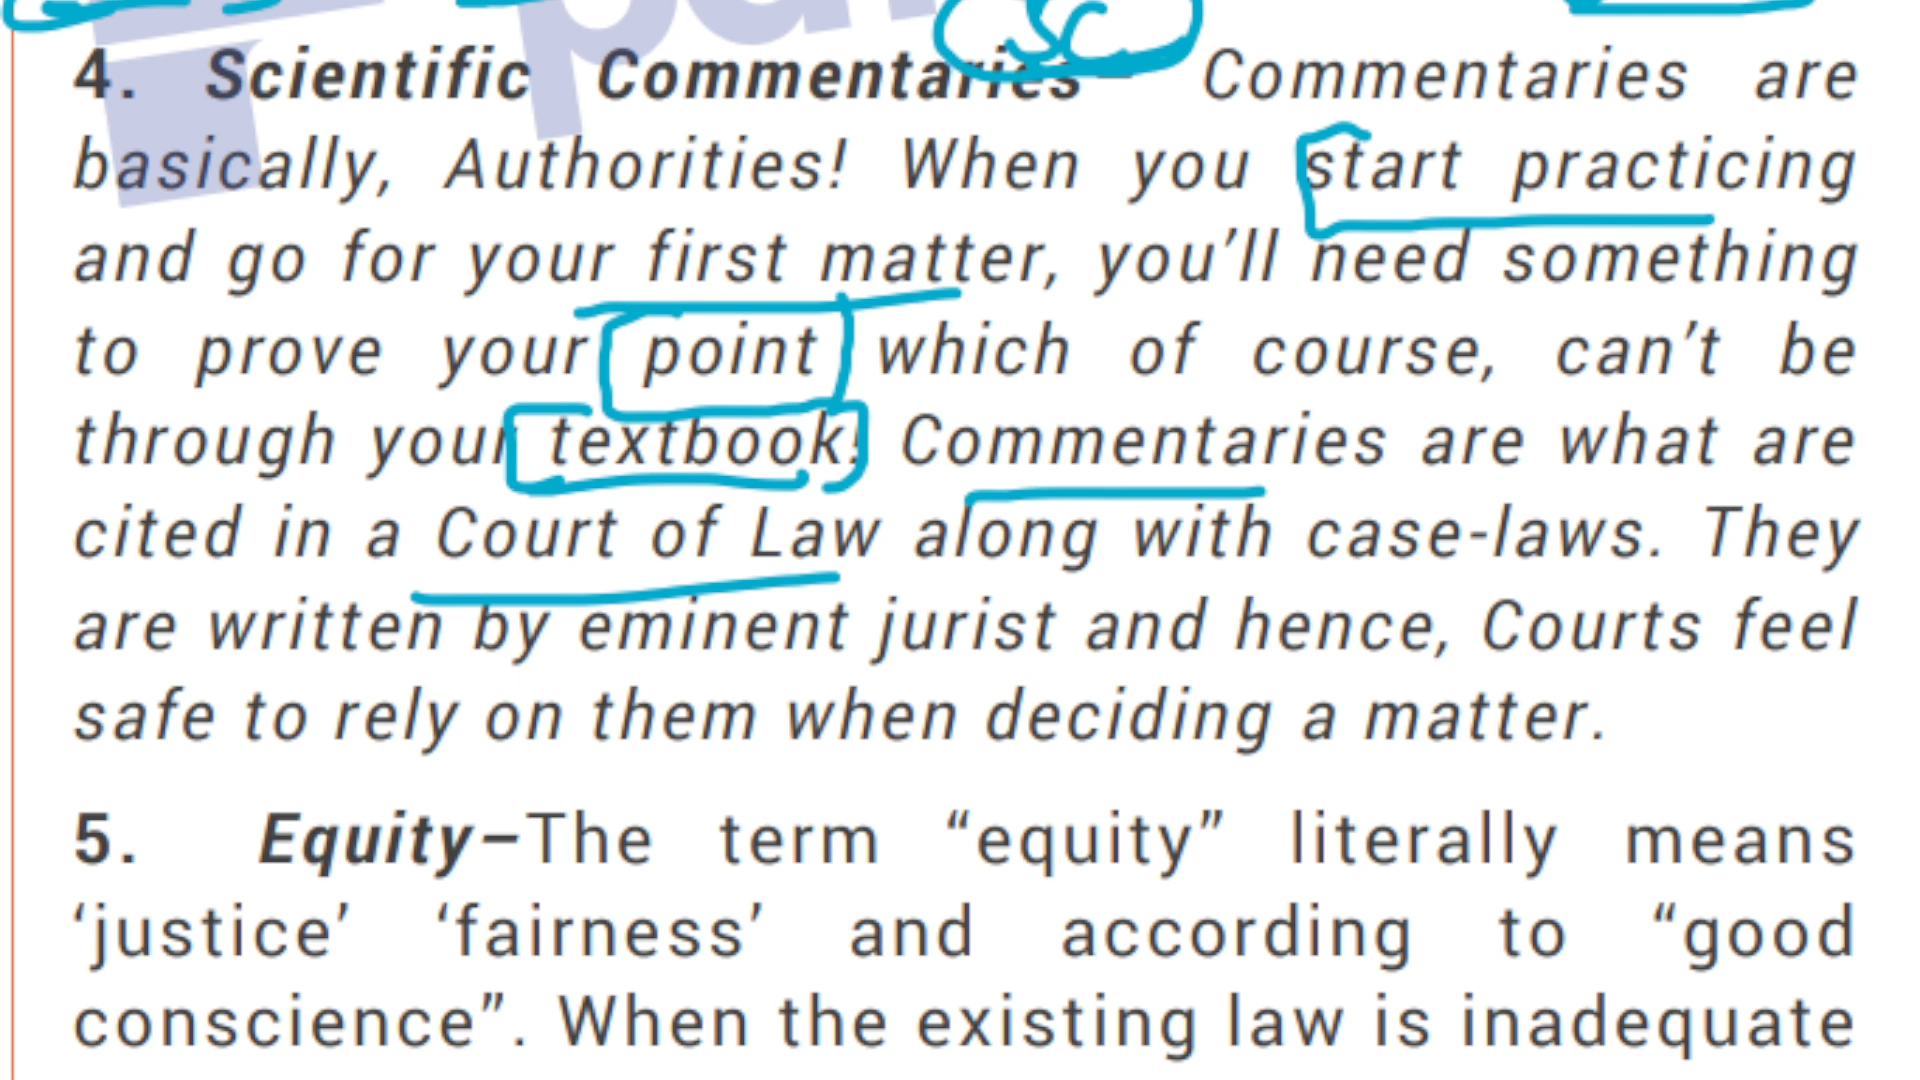 SC
4. Scientific Commentaries– Commentaries are
basically, Authorities! When you start practicing
and go for your first matter, you’ll need something
to prove your point which of course, can’t be
through your textbook! Commentaries are what are
cited in a Court of Law along with case-laws. They
are written by eminent jurist and hence, Courts feel
safe to rely on them when deciding a matter.
5. Equity–The term “equity” literally means
‘justice’ ‘fairness’ and according to “good
conscience”. When the existing law is inadequate